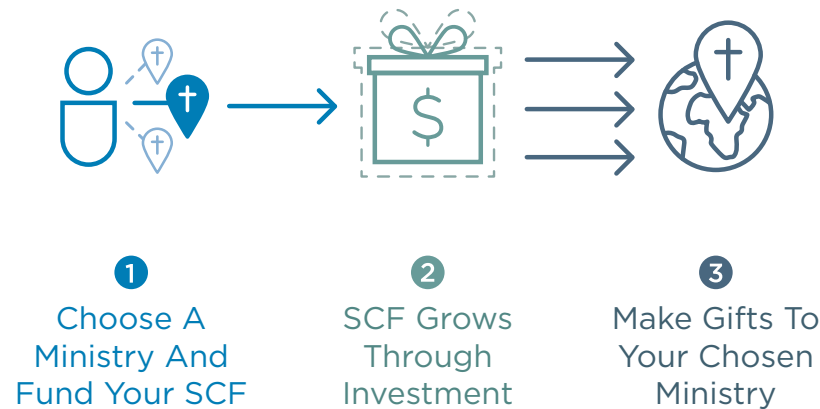 $
1
Choose A
Ministry And
Fund Your SCF
2
SCF Grows
Through
Investment
3
Make Gifts To
Your Chosen
Ministry